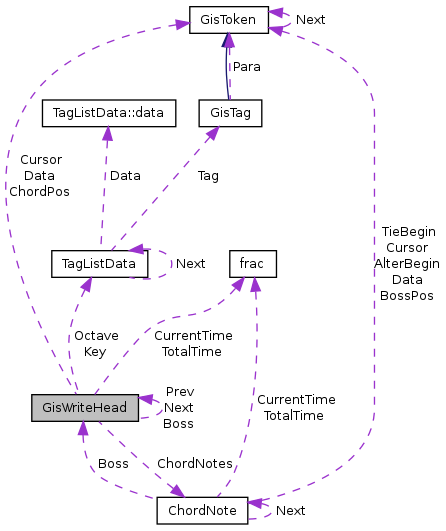 GisToken
Next
Para
TagListData::data
GisTag
Cursor
Data
ChordPos
Data
Tag
TieBegin
Cursor
AlterBegin
Data
BossPos
TagListData
Next
frac
Octave
Key
CurrentTime
TotalTime
GisWriteHead
Prev
Next
Boss
CurrentTime
TotalTime
Boss
ChordNotes
ChordNote
Next